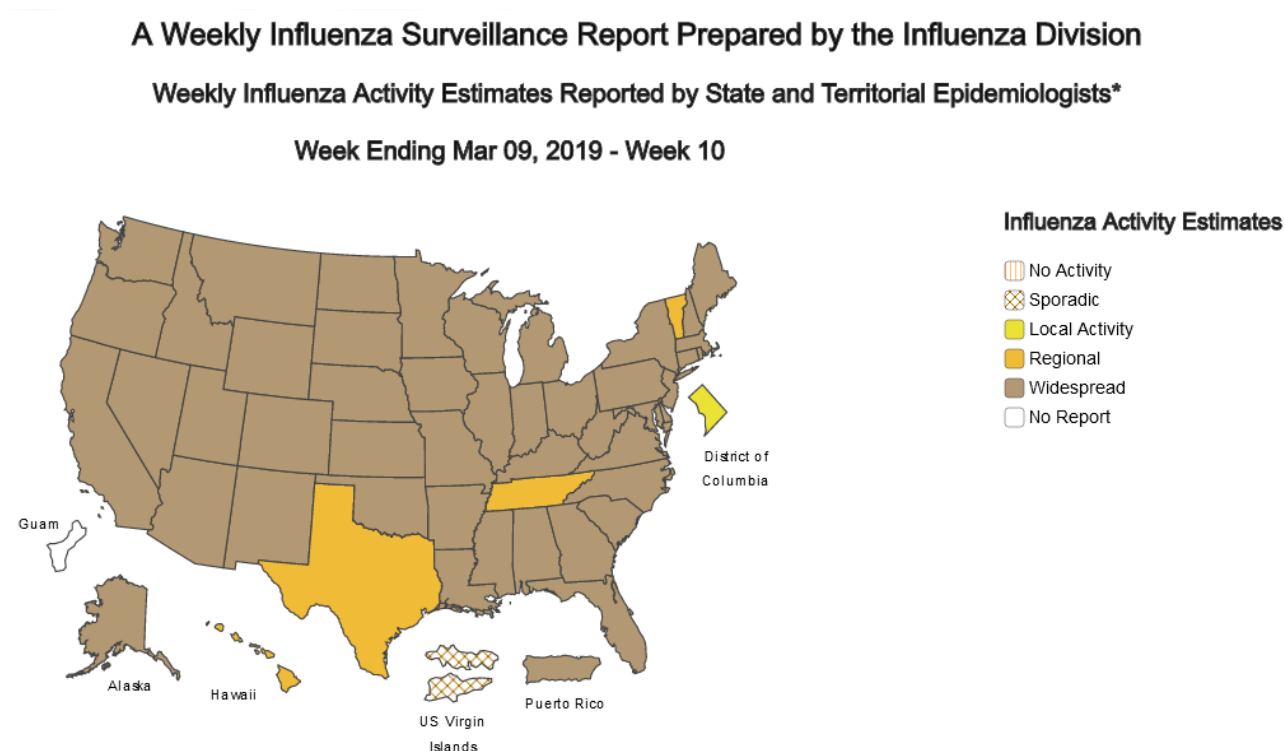 A Weekly Influenza Surveillance Report Prepared by the Influenza Division
Weekly Influenza Activity Estimates Reported by State and Territorial Epidemiologists*
Week Ending Mar 09, 2019 - Week 10
Influenza Activity Estimates
No Activity
Sporadic
Local Activity
Regional
Widespread
No Report
District of
Columbia
Guam
Alaska
Hawaii
US Virgin
Islands
Puerto Rico